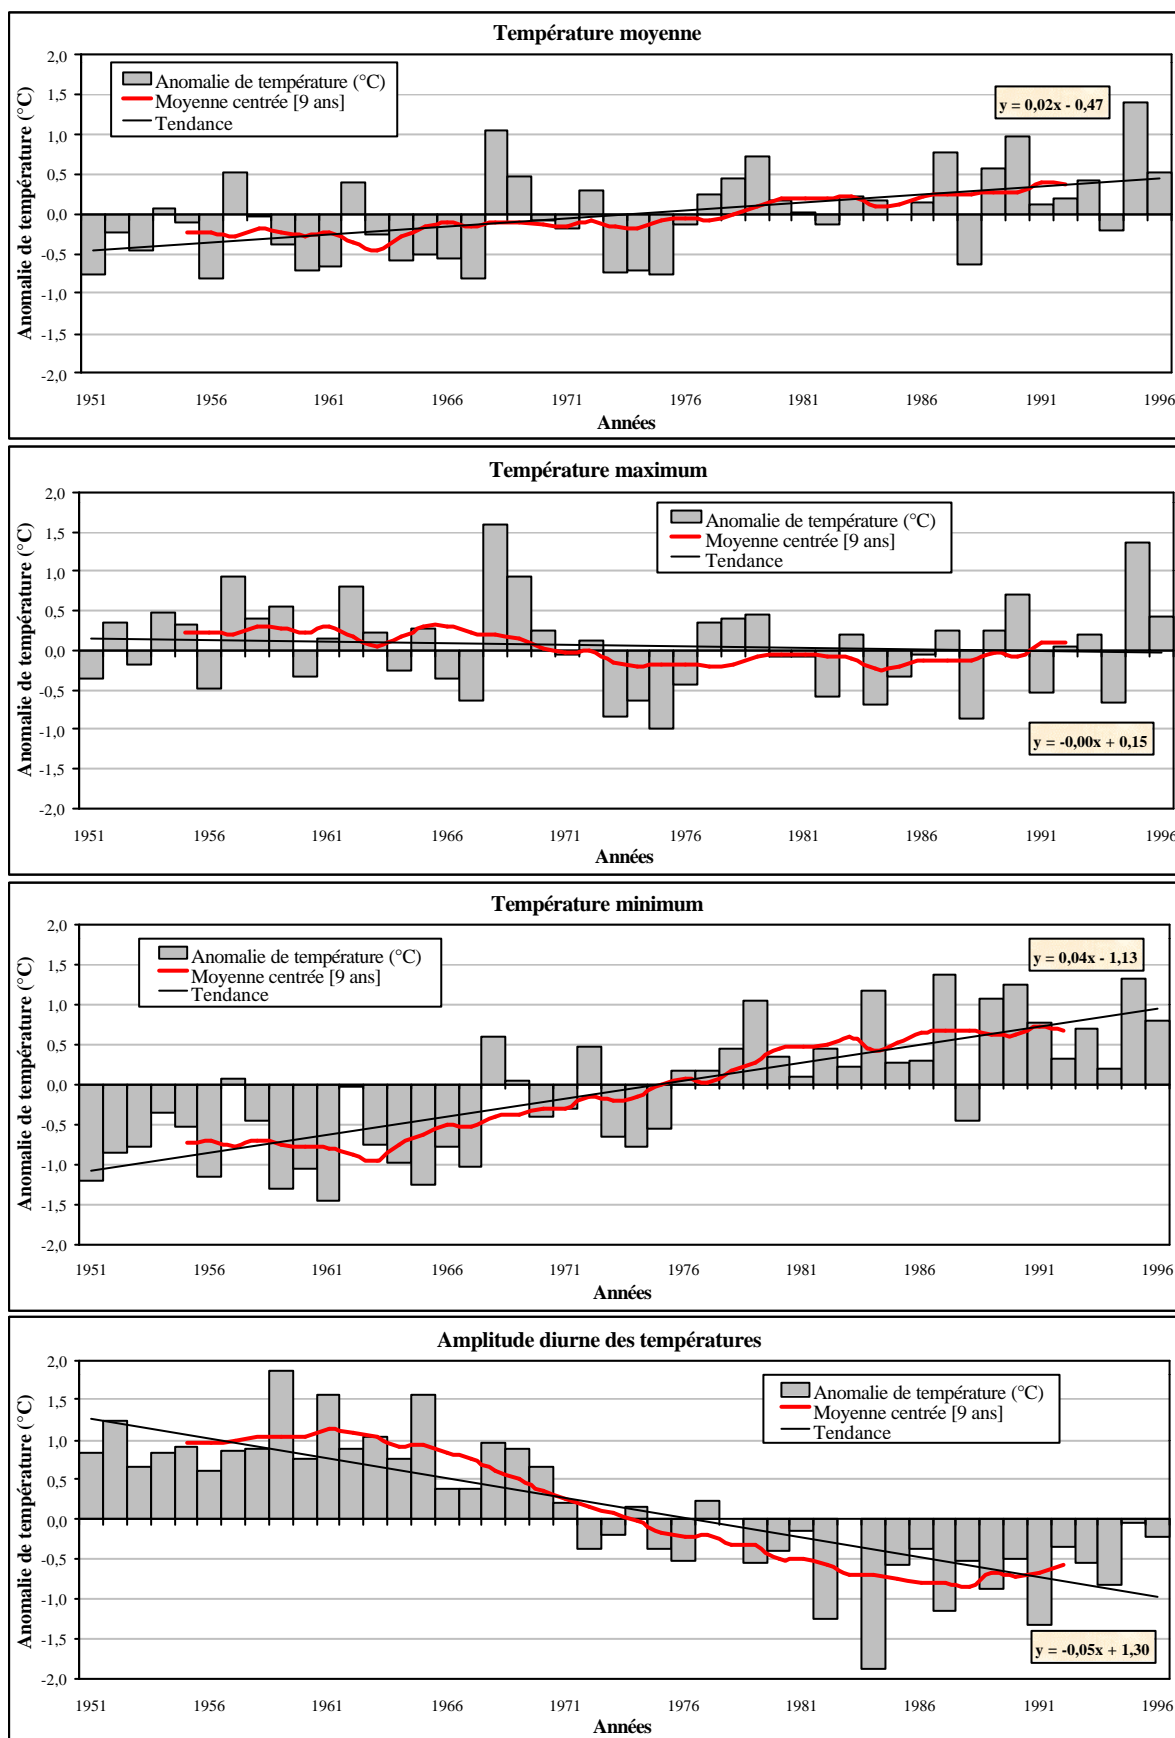 Température moyenne
2,0
1,5
1,0
0,5
0,0
-0,5
-1,0
-1,5
-2,0
Anomalie de température (°C)
Anomalie de température (°C)
Moyenne centrée [9 ans]
Tendance
y = 0,02x - 0,47
1951 1956 1961 1966 1971 1976 1981 1986 1991 1996
Années
Température maximum
2,0
1,5
1,0
0,5
0,0
-0,5
-1,0
-1,5
-2,0
Anomalie de température (°C)
Anomalie de température (°C)
Moyenne centrée [9 ans]
Tendance
y = -0,00x + 0,15
1951 1956 1961 1966 1971 1976 1981 1986 1991 1996
Années
Température minimum
2,0
1,5
1,0
0,5
0,0
-0,5
-1,0
-1,5
-2,0
Anomalie de température (°C)
Anomalie de température (°C)
Moyenne centrée [9 ans]
Tendance
y = 0,04x - 1,13
1951 1956 1961 1966 1971 1976 1981 1986 1991 1996
Années
Amplitude diurne des températures
2,0
1,5
1,0
0,5
0,0
-0,5
-1,0
-1,5
-2,0
Anomalie de température (°C)
Anomalie de température (°C)
Moyenne centrée [9 ans]
Tendance
y = -0,05x + 1,30
1951 1956 1961 1966 1971 1976 1981 1986 1991 1996
Années